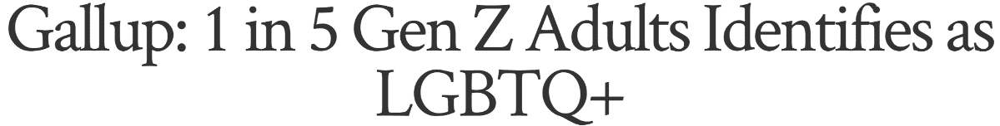 Gallup: 1 in 5 Gen Z Adults Identifies as
LGBTQ+